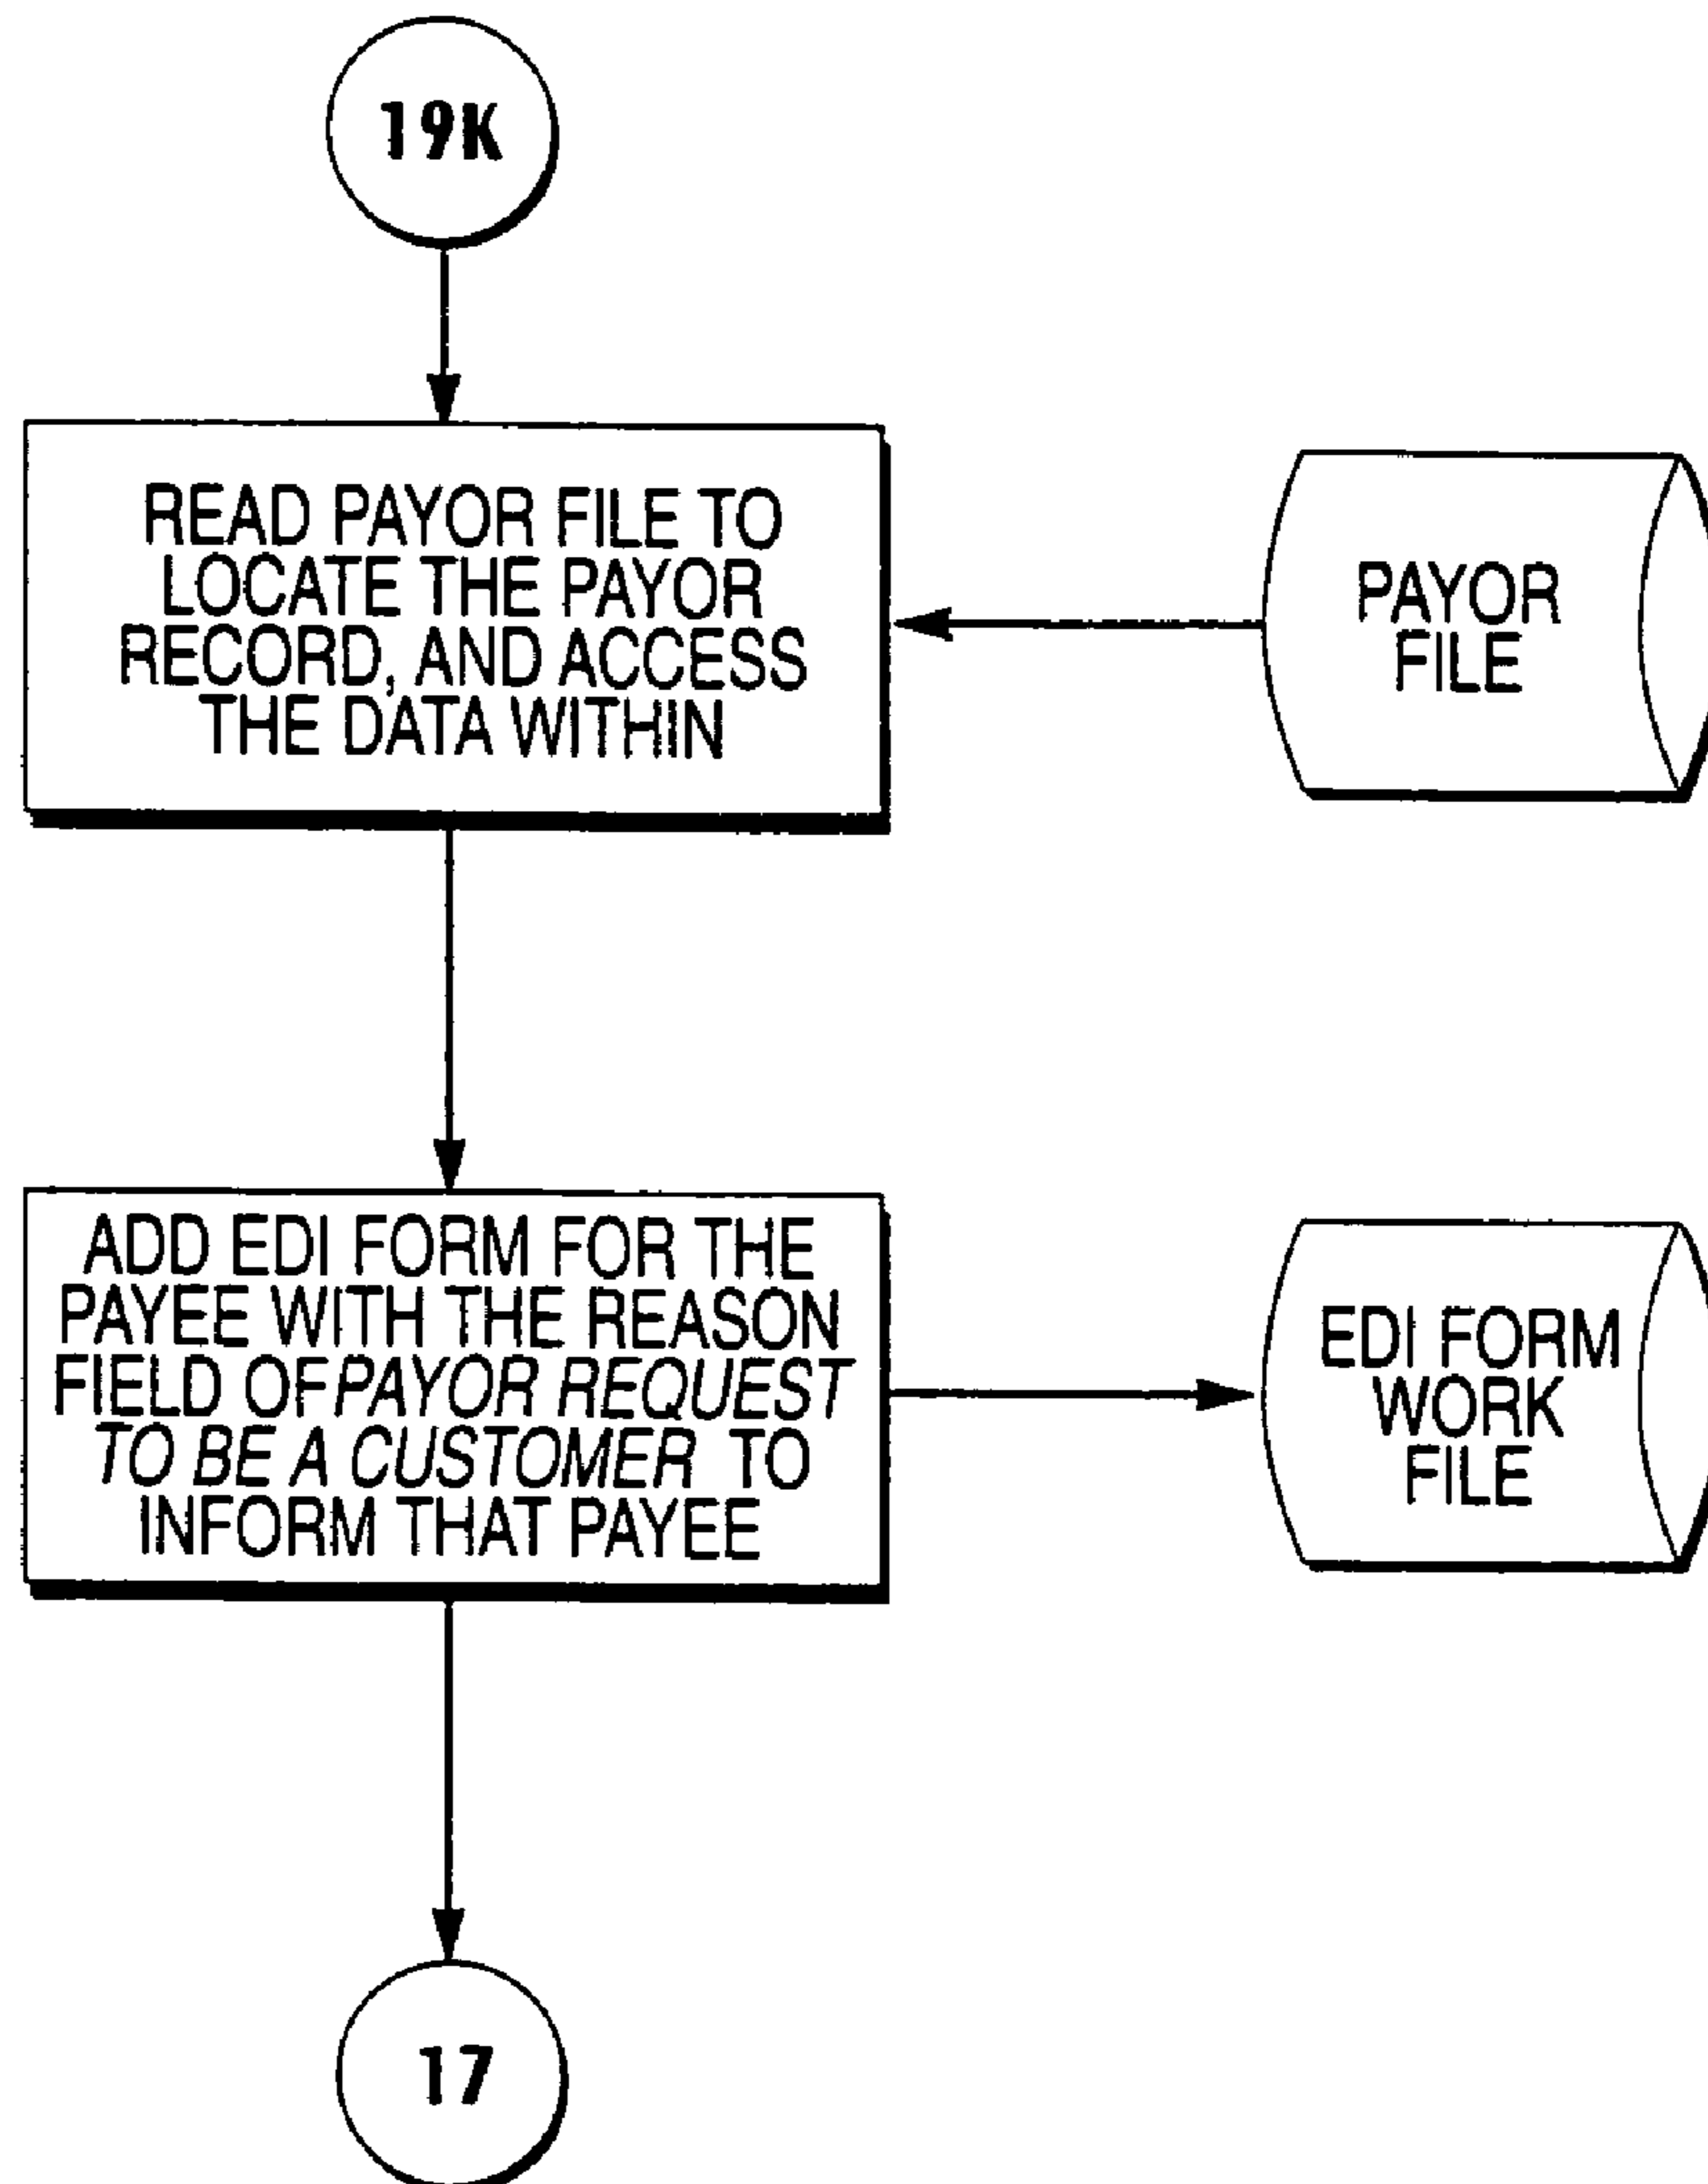 19K
READ PAYOR FILE TO
LOCATE THE PAYOR
RECORD, AND ACCESS
THE DATA WITHIN
PAYOR
FILE
ADD EDI FORM FOR THE
PAYEE WITH THE REASON
FIELD OF PAYOR REQUEST
TO BE A CUSTOMER TO
INFORM THAT PAYEE
EDI FORM
WORK
FILE
17